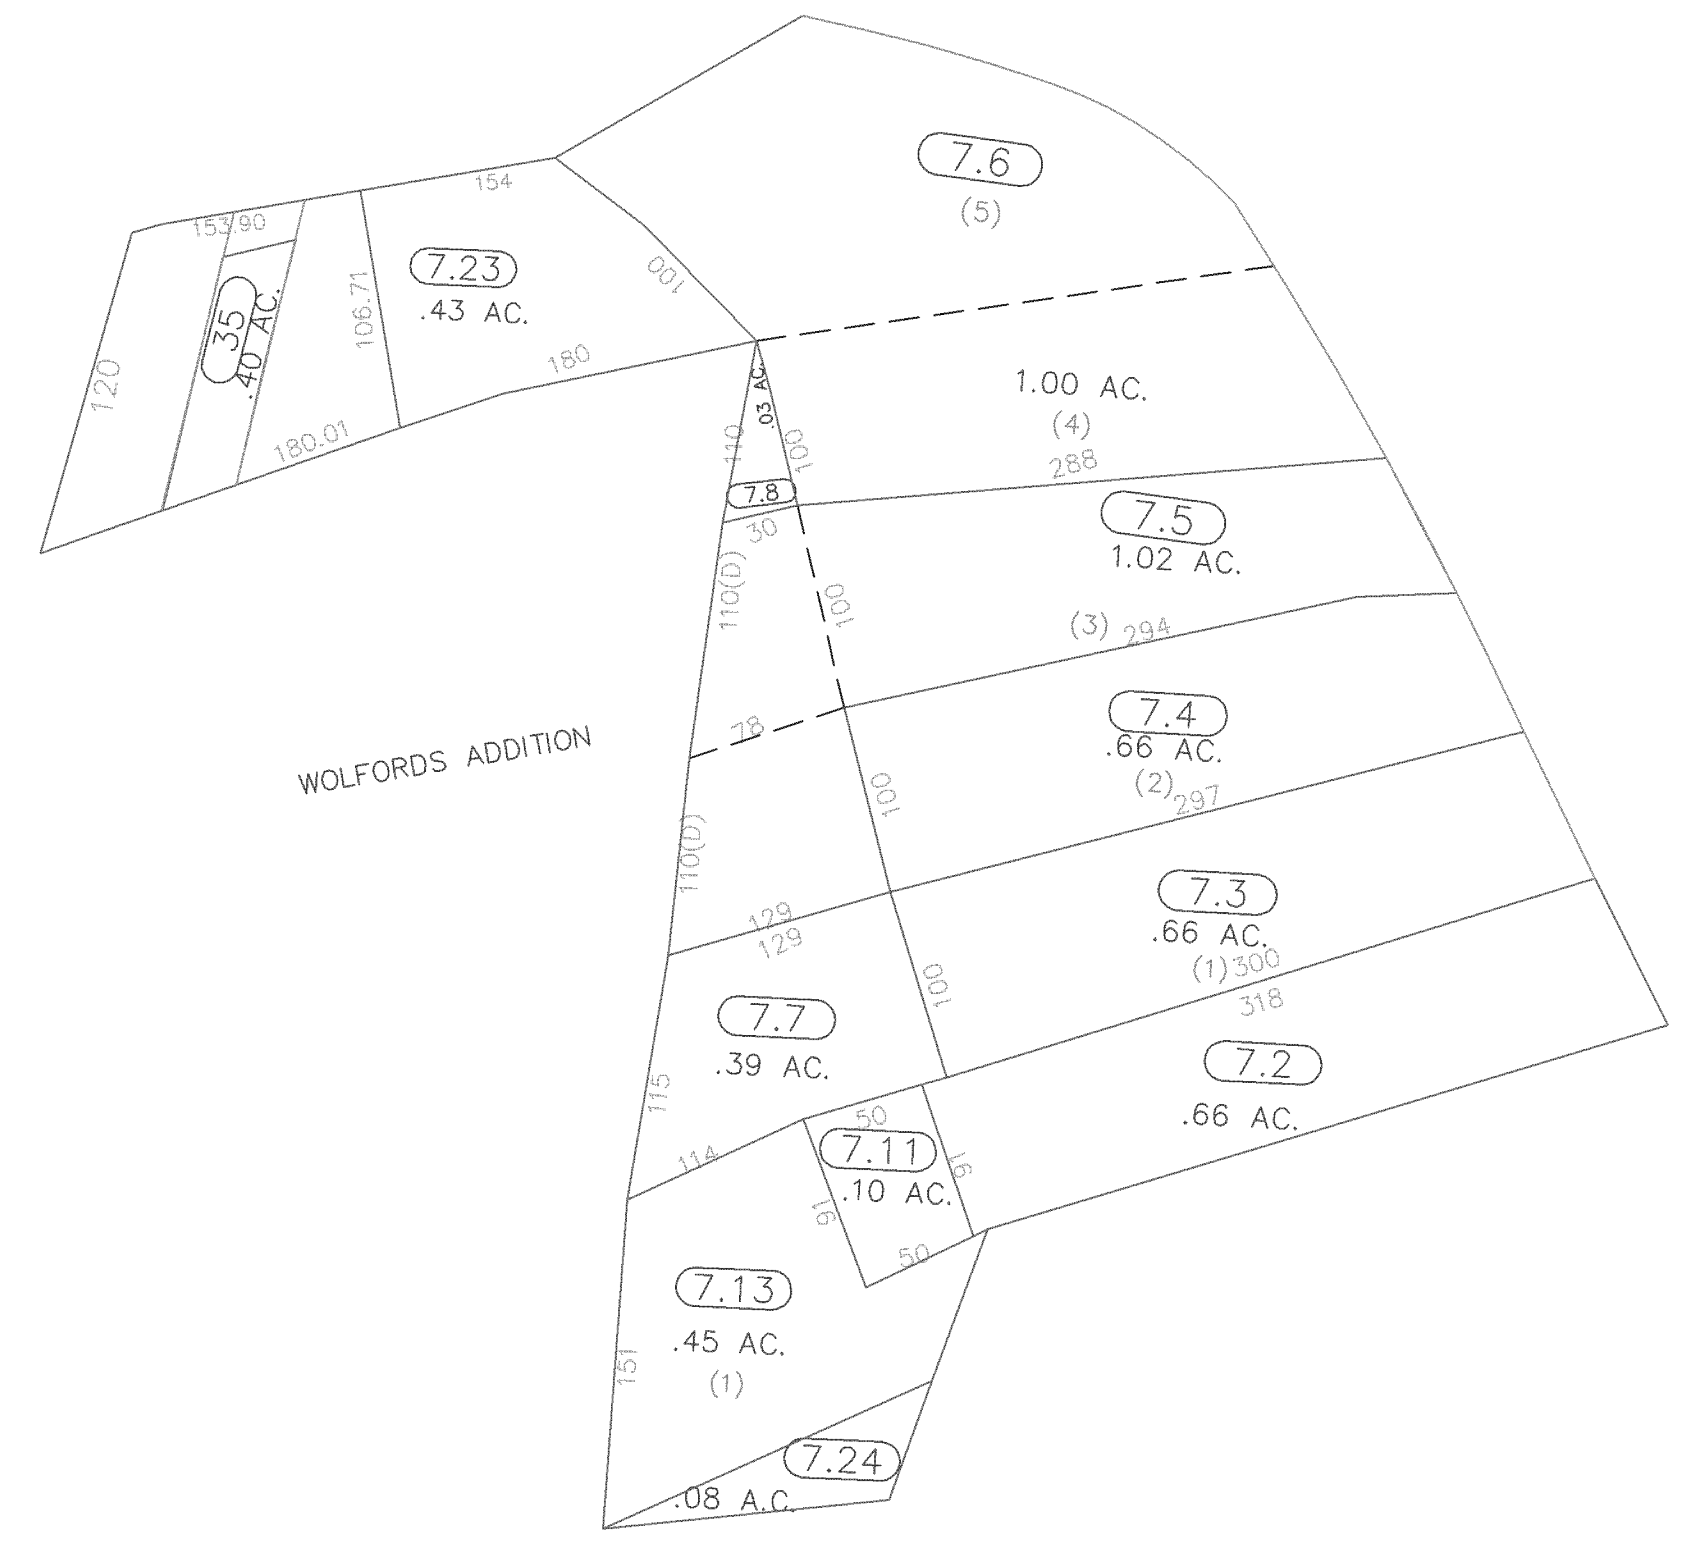 7.6
(5)
154
153.90
7.23
.43 AC.
100
106.71
35
.40 AC.
120
180
180.01
.03 AC.
110
100
1.00 AC.
(4)
288
7.8
30
7.5
1.02 AC.
110(D)
100
(3) 294
78
7.4
.66 AC.
(2) 297
WOLFORDS ADDITION
100
110(D)
129
129
7.3
.66 AC.
(1) 300
318
100
7.7
.39 AC.
7.2
.66 AC.
115
50
114
7.11
.10 AC.
91
91
50
7.13
.45 AC.
(1)
151
7.24
.08 A.C.